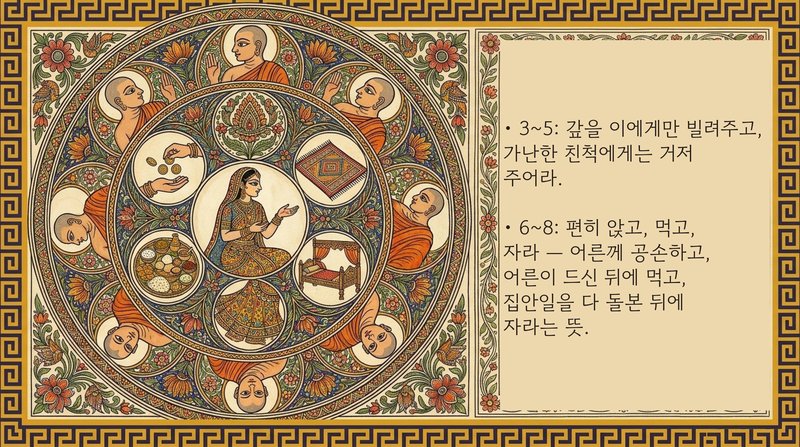 • 3~5: 갚을 이에게만 빌려주고,
가난한 친척에게는 거저
주어라.
• 6~8: 편히 앉고, 먹고,
자라 — 어른께 공손하고,
어른이 드신 뒤에 먹고,
집안일을 다 돌본 뒤에
자라는 뜻.